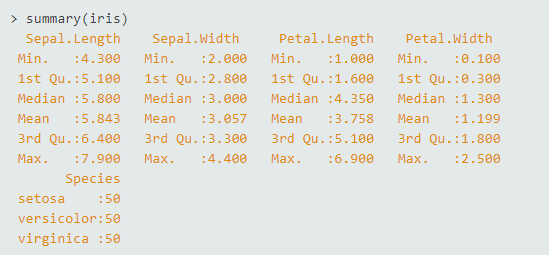 > summary(iris)
  Sepal.Length    Sepal.Width     Petal.Length    Petal.Width   
 Min.   :4.300   Min.   :2.000   Min.   :1.000   Min.   :0.100  
 1st Qu.:5.100   1st Qu.:2.800   1st Qu.:1.600   1st Qu.:0.300  
 Median :5.800   Median :3.000   Median :4.350   Median :1.300  
 Mean   :5.843   Mean   :3.057   Mean   :3.758   Mean   :1.199  
 3rd Qu.:6.400   3rd Qu.:3.300   3rd Qu.:5.100   3rd Qu.:1.800  
 Max.   :7.900   Max.   :4.400   Max.   :6.900   Max.   :2.500  
       Species  
 setosa    :50  
 versicolor:50  
 virginica :50